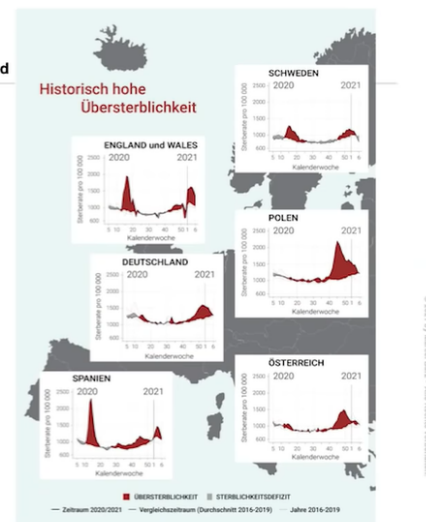 d
Historisch hohe
Übersterblichkeit
SCHWEDEN
2020 2021
Sterberate pro 100 000
2500
2000
1500
1000
600
5 10 20 30 40 50 1 6
Kalenderwoche
ENGLAND und WALES
2020 2021
Sterberate pro 100 000
2500
2000
1500
1000
600
5 10 20 30 40 50 1 6
Kalenderwoche
POLEN
2020 2021
Sterberate pro 100 000
2500
2000
1500
1000
600
5 10 20 30 40 50 1 6
Kalenderwoche
DEUTSCHLAND
2020 2021
Sterberate pro 100 000
2500
2000
1500
1000
600
5 10 20 30 40 50 1 6
Kalenderwoche
ÖSTERREICH
2020 2021
Sterberate pro 100 000
2500
2000
1500
1000
600
5 10 20 30 40 50 1 6
Kalenderwoche
SPANIEN
2020 2021
Sterberate pro 100 000
2500
2000
1500
1000
600
5 10 20 30 40 50 1 6
Kalenderwoche
ÜBERSTERBLICHKEIT STERBLICHKEITSDEFIZIT
Zeitraum 2020/2021 Vergleichszeitraum (Durchschnitt 2016-2019) Jahre 2016-2019